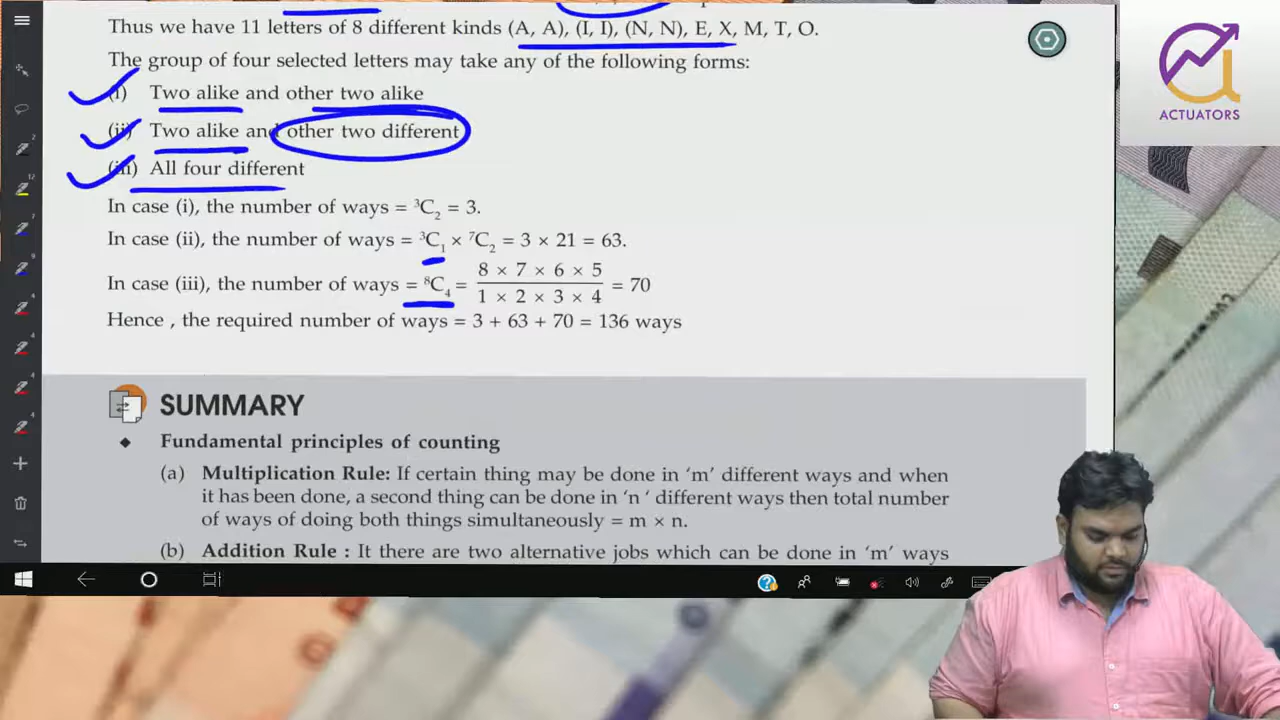 Thus we have 11 letters of 8 different kinds (A, A), (I, I), (N, N), E, X, M, T, O.
The group of four selected letters may take any of the following forms:
(i) Two alike and other two alike
(ii) Two alike and other two different
(iii) All four different
In case (i), the number of ways = ³C₂ = 3.
In case (ii), the number of ways = ³C₁ × ⁷C₂ = 3 × 21 = 63.
In case (iii), the number of ways = ⁸C₄ = 8 × 7 × 6 × 5 / 1 × 2 × 3 × 4 = 70
Hence , the required number of ways = 3 + 63 + 70 = 136 ways
SUMMARY
◆ Fundamental principles of counting
(a) Multiplication Rule: If certain thing may be done in ‘m’ different ways and when
it has been done, a second thing can be done in ‘n ’ different ways then total number
of ways of doing both things simultaneously = m × n.
(b) Addition Rule : It there are two alternative jobs which can be done in ‘m’ ways
ACTUATORS